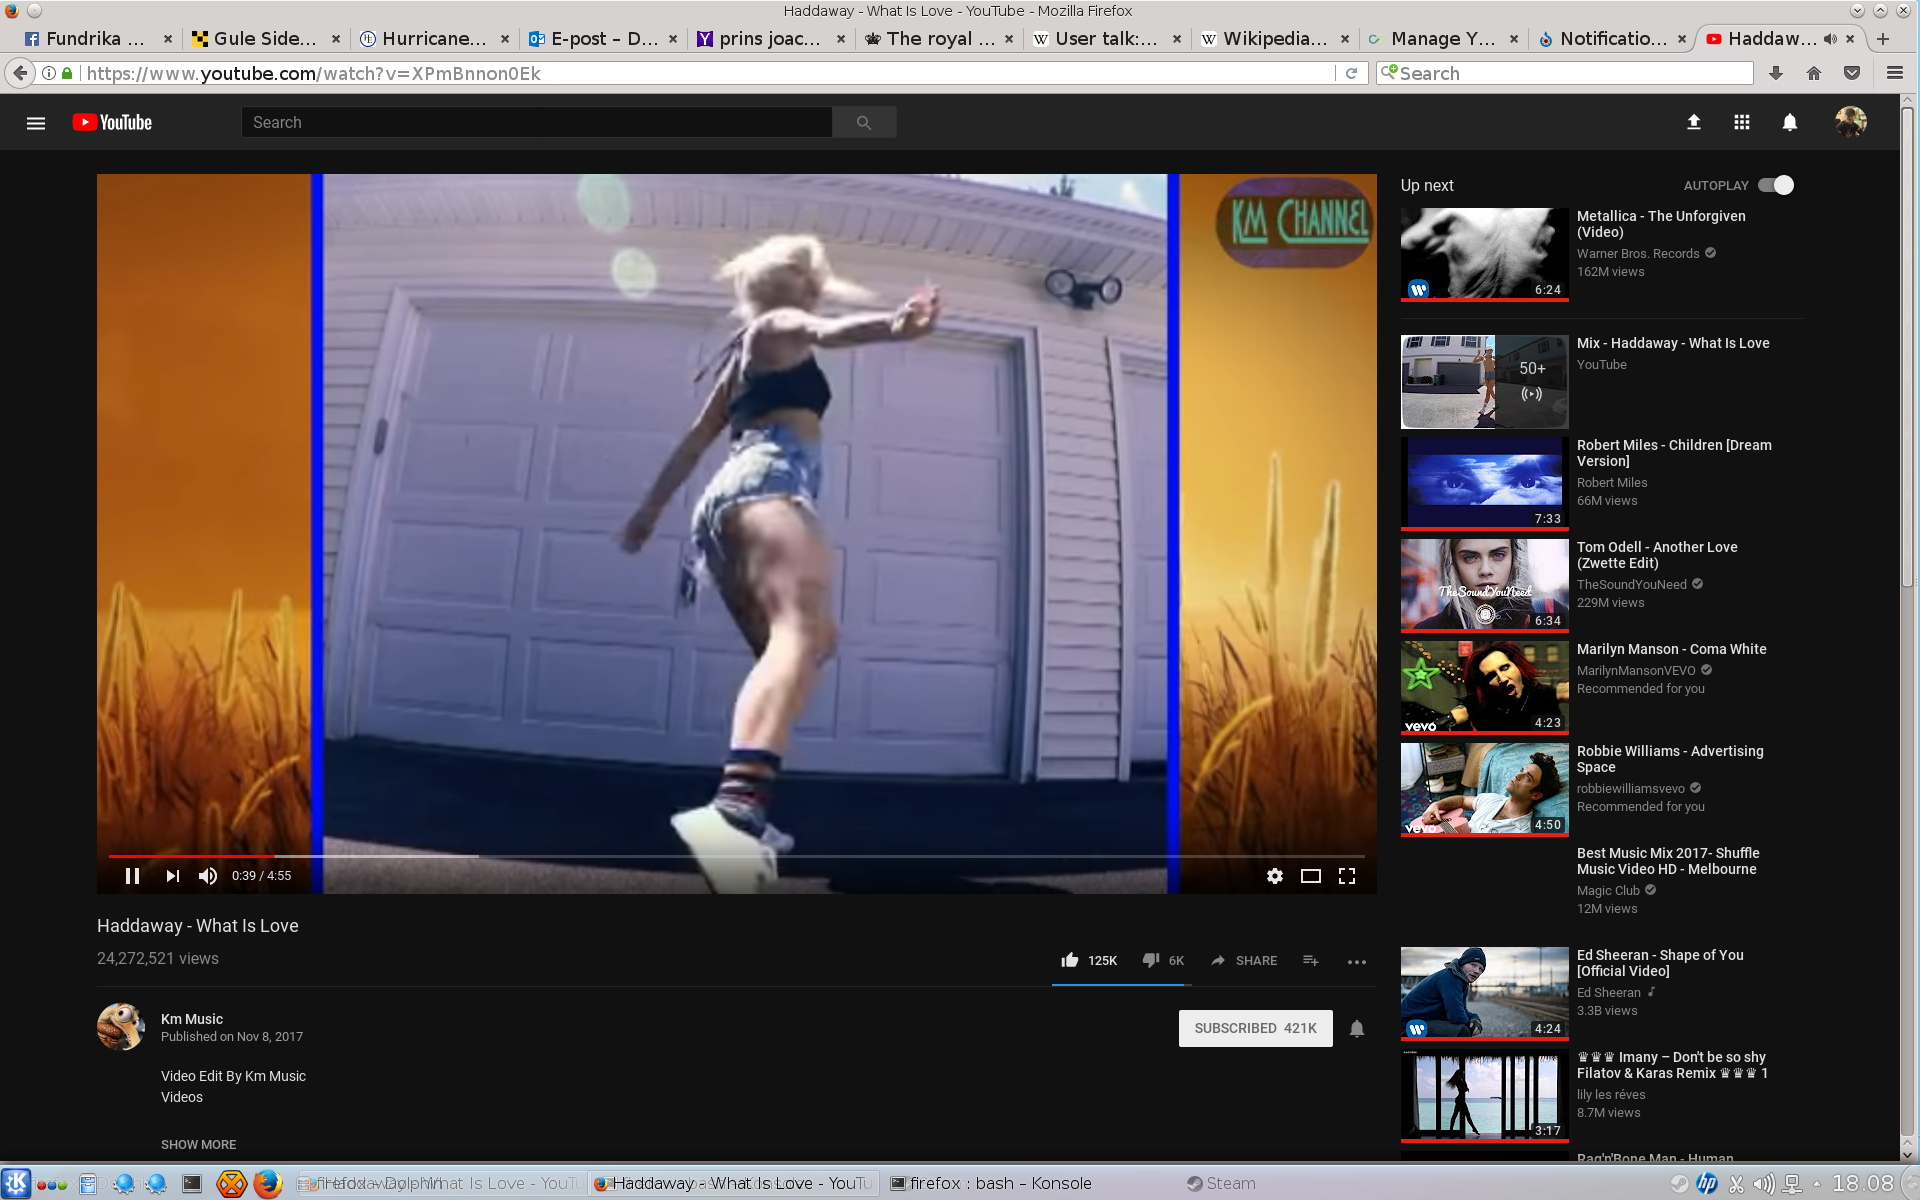 Haddaway - What Is Love - YouTube - Mozilla Firefox
Fundrika ...
Gule Side...
Hurricane...
E-post – D...
prins joac...
The royal ...
User talk:...
Wikipedia...
Manage Y...
Notificatio...
Haddaw...
https://www.youtube.com/watch?v=XPmBnnon0Ek
Search
YouTube
Search
KM CHANNEL
0:39 / 4:55
Haddaway - What Is Love
24,272,521 views
125K
6K
SHARE
Km Music
Published on Nov 8, 2017
SUBSCRIBED 421K
Video Edit By Km Music
Videos
SHOW MORE
Up next
AUTOPLAY
Metallica - The Unforgiven
(Video)
Warner Bros. Records
162M views
6:24
Mix - Haddaway - What Is Love
YouTube
50+
Robert Miles - Children [Dream
Version]
Robert Miles
66M views
7:33
Tom Odell - Another Love
(Zwette Edit)
TheSoundYouNeed
229M views
TheSoundYouNeed
6:34
Marilyn Manson - Coma White
MarilynMansonVEVO
Recommended for you
vevo
4:23
Robbie Williams - Advertising
Space
robbiewilliamsvevo
Recommended for you
vevo
4:50
Best Music Mix 2017- Shuffle
Music Video HD - Melbourne
Magic Club
12M views
Ed Sheeran - Shape of You
[Official Video]
Ed Sheeran
3.3B views
4:24
♛♛♛ Imany – Don't be so shy
Filatov & Karas Remix ♛♛♛ 1
lily les réves
8.7M views
3:17
Rag'n'Bone Man - Human
firefox – Dolphin
Haddaway - What Is Love - YouTu
firefox : bash – Konsole
Steam
18.08